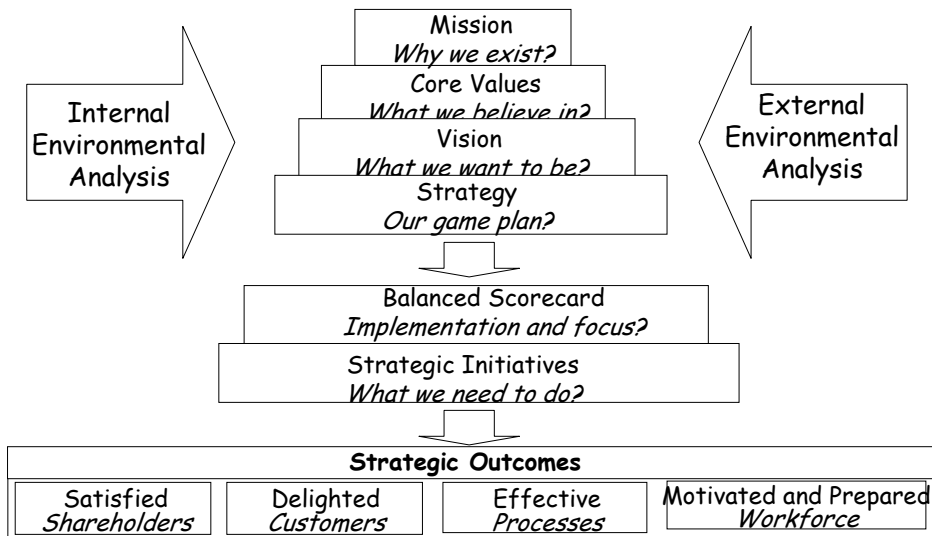 Mission
Why we exist?
Core Values
What we believe in?
Vision
What we want to be?
Strategy
Our game plan?
Internal
Environmental
Analysis
External
Environmental
Analysis
Balanced Scorecard
Implementation and focus?
Strategic Initiatives
What we need to do?
Strategic Outcomes
Satisfied
Shareholders
Delighted
Customers
Effective
Processes
Motivated and Prepared
Workforce